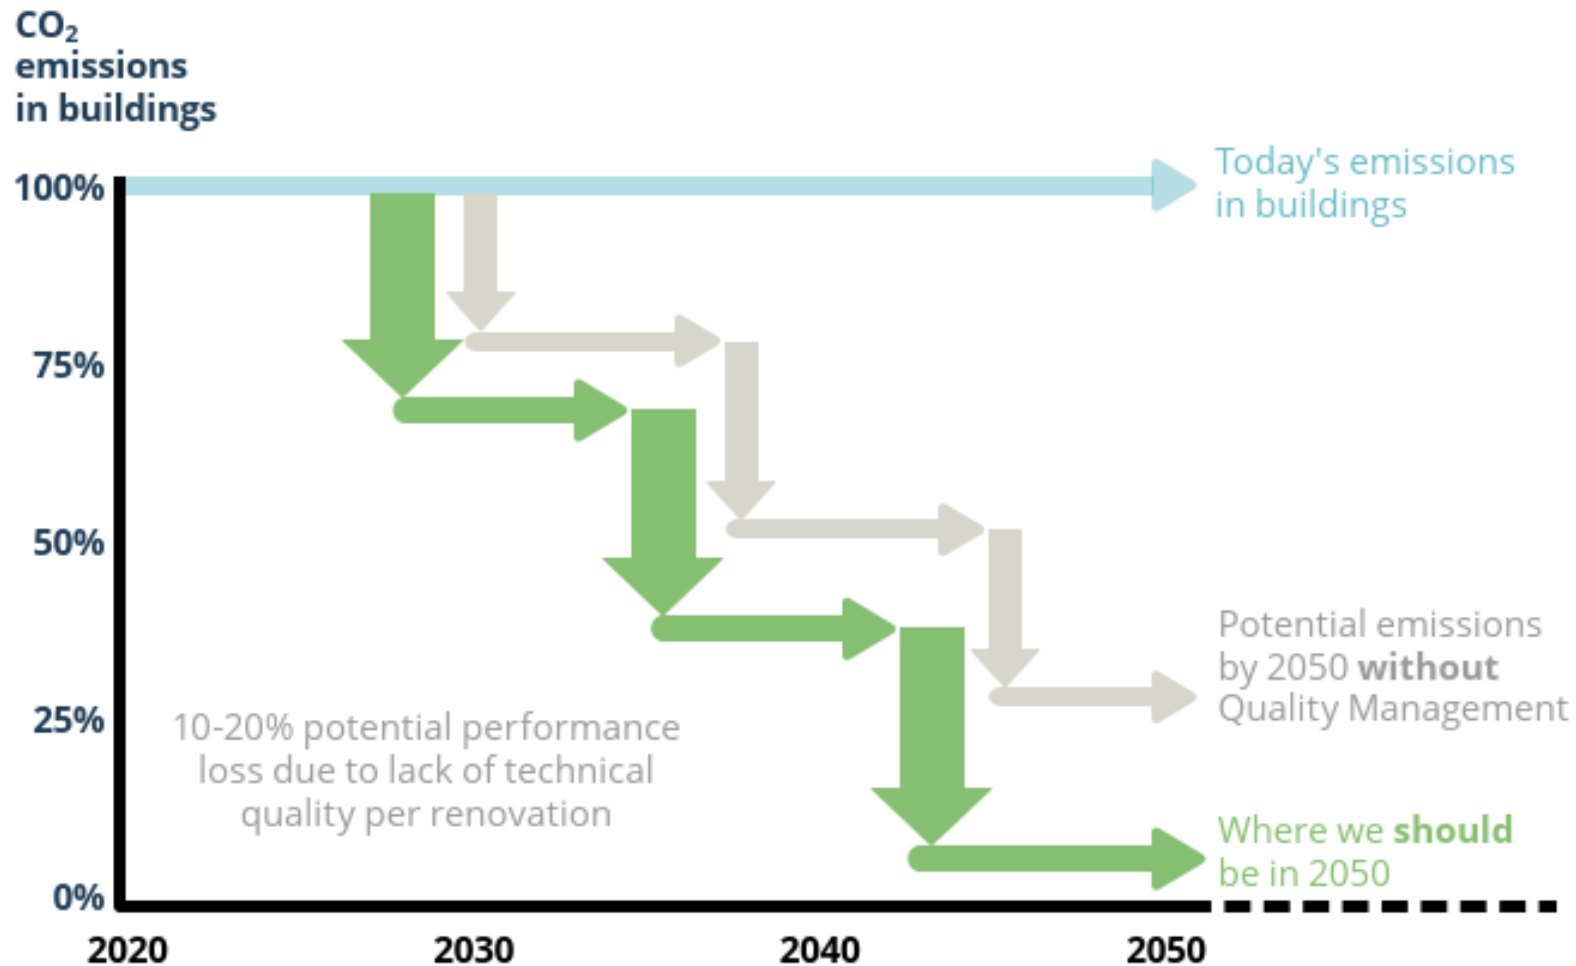 CO₂
emissions
in buildings
100%
Today's emissions
in buildings
75%
50%
Potential emissions
by 2050 without
Quality Management
25%
10-20% potential performance
loss due to lack of technical
quality per renovation
Where we should
be in 2050
0%
2020 2030 2040 2050